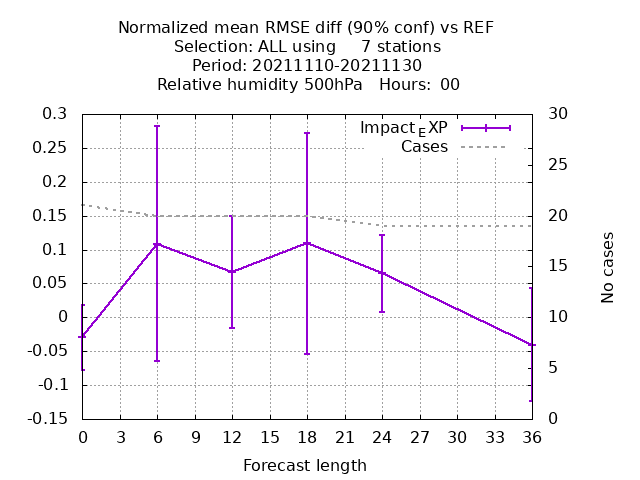 Normalized mean RMSE diff (90% conf) vs REF
Selection: ALL using     7 stations
Period: 20211110-20211130
Relative humidity 500hPa   Hours:  00
Impact_EXP
Cases
0.3
0.25
0.2
0.15
0.1
0.05
0
-0.05
-0.1
-0.15
30
25
20
15
10
5
0
No cases
0 3 6 9 12 15 18 21 24 27 30 33 36
Forecast length